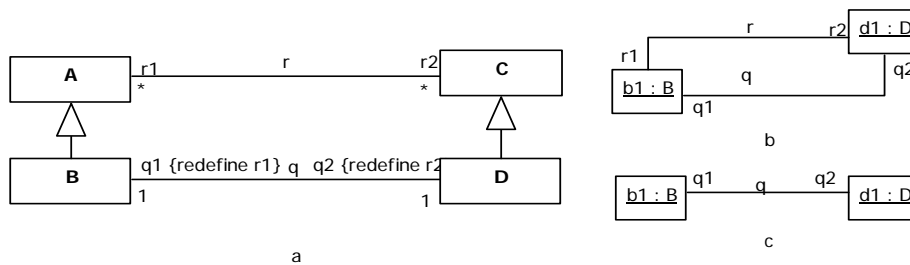 A
r1
r
r2
C
*
*
B
q1 {redefine r1}
q
q2 {redefine r2
D
1
1
a
r
r2
d1 : D
r1
b1 : B
q
q2
q1
b
b1 : B
q1
q
q2
d1 : D
c